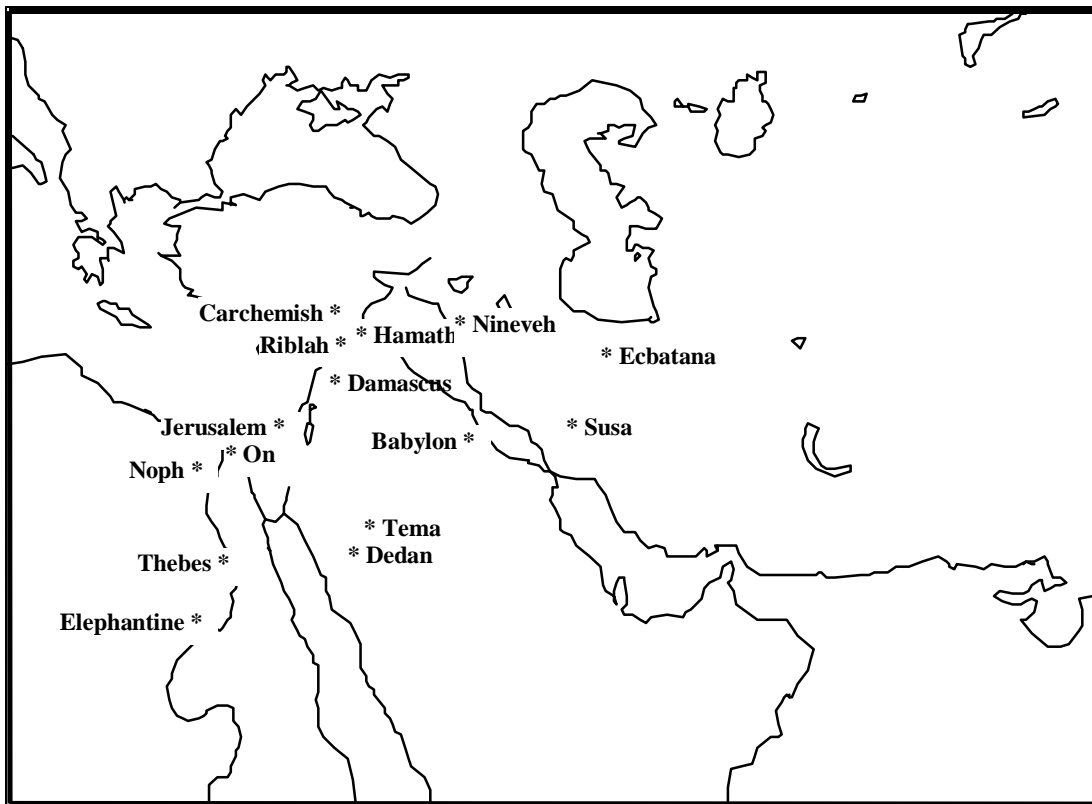 Carchemish *
* Nineveh
* Hamath
Riblah *
* Ecbatana
* Damascus
Jerusalem *
* Susa
Babylon *
* On
Noph *
* Tema
* Dedan
Thebes *
Elephantine *